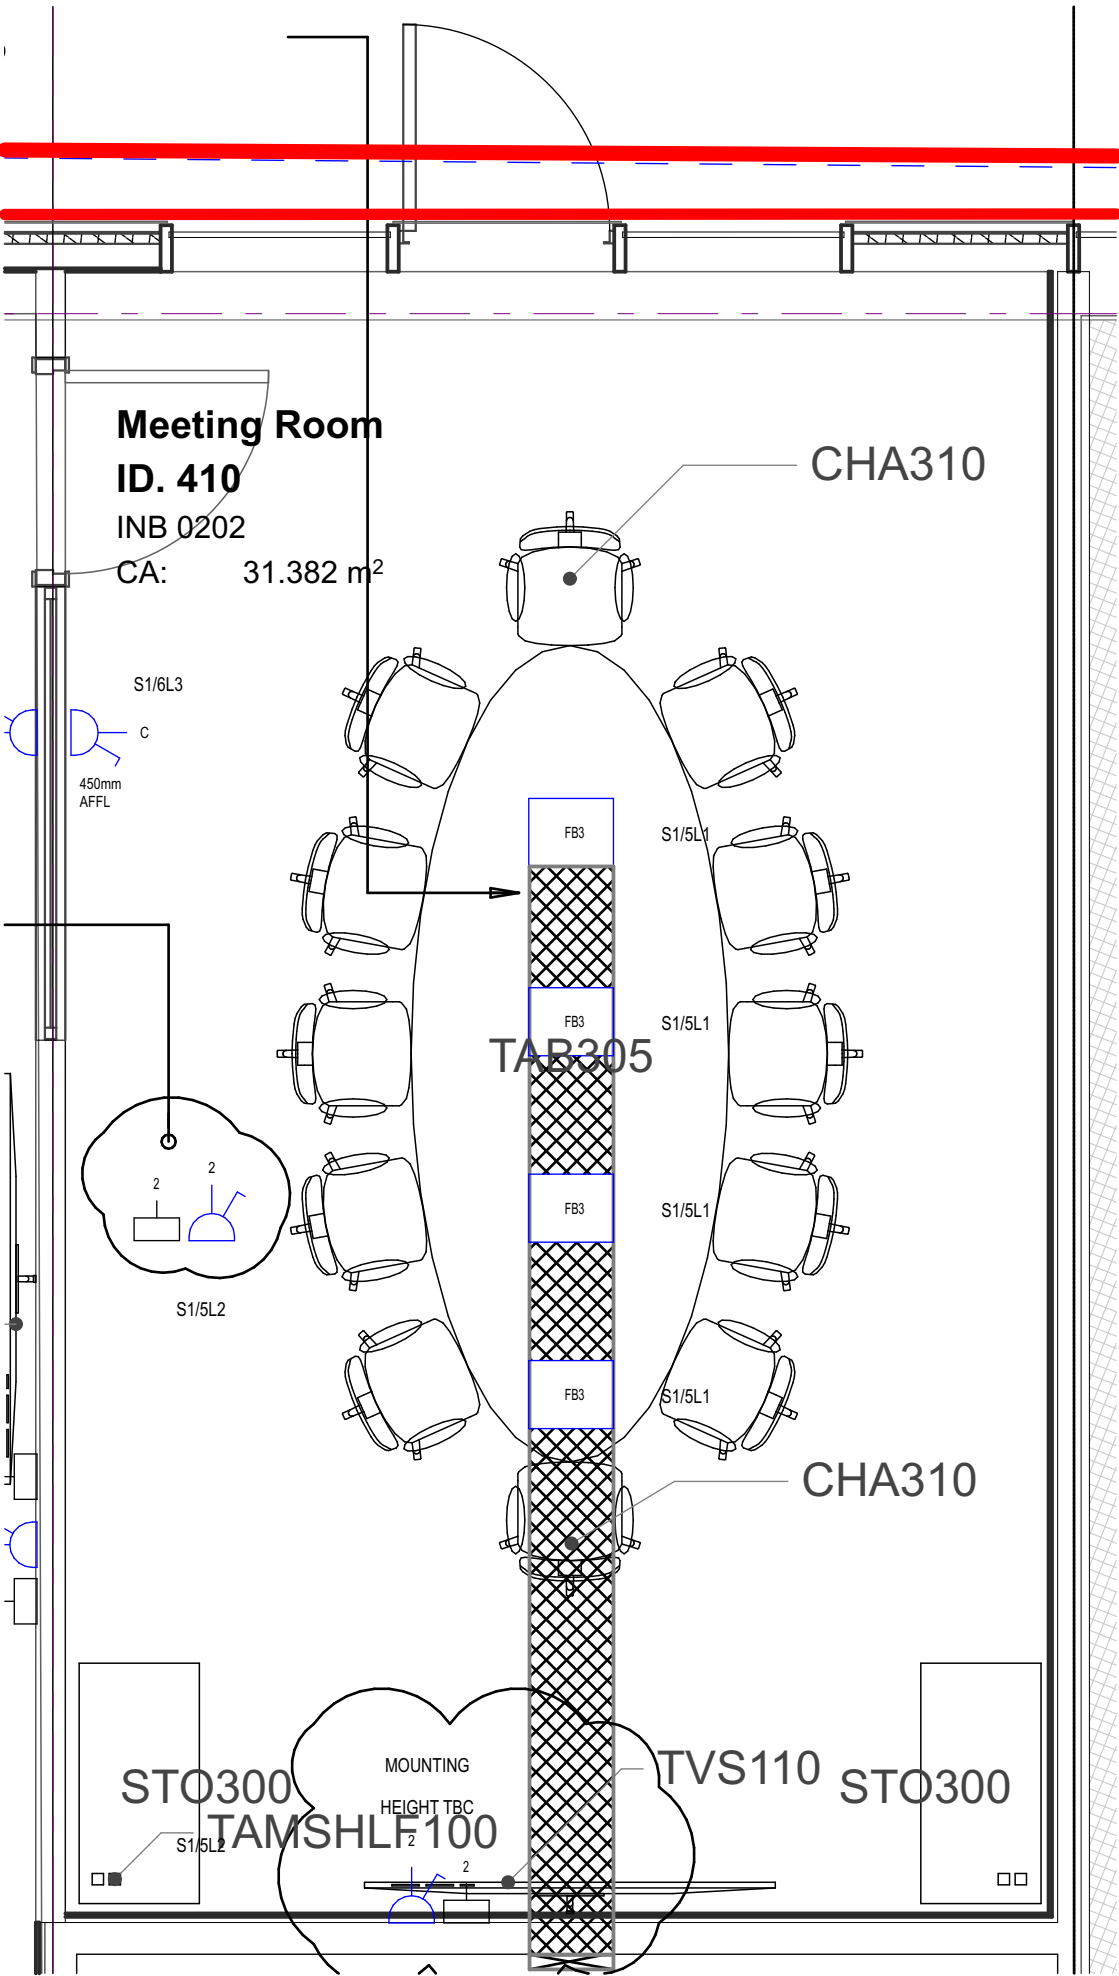 Meeting Room
ID. 410
INB 0202
CA: 31.382 m²
CHA310
S1/6L3
C
450mm
AFFL
FB3 S1/5L1
FB3 S1/5L1
TAB305
2 2
FB3 S1/5L1
S1/5L2
FB3 S1/5L1
CHA310
MOUNTING
HEIGHT TBC
TVS110
STO300
STO300
TAMSHLF100
S1/5L2
2
2